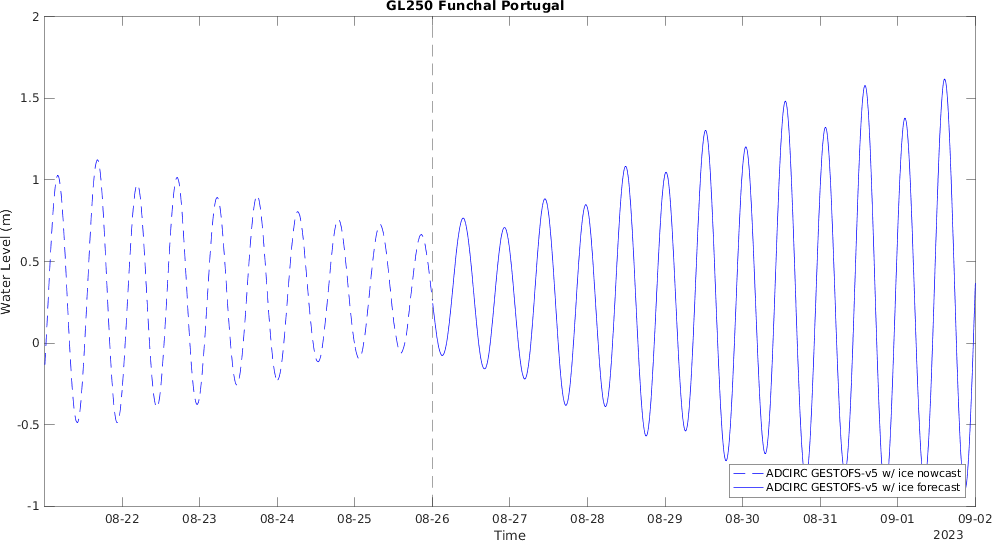 GL250 Funchal Portugal
2
1.5
1
0.5
0
-0.5
-1
Water Level (m)
ADCIRC GESTOFS-v5 w/ ice nowcast
ADCIRC GESTOFS-v5 w/ ice forecast
08-22 08-23 08-24 08-25 08-26 08-27 08-28 08-29 08-30 08-31 09-01 09-02
Time
2023